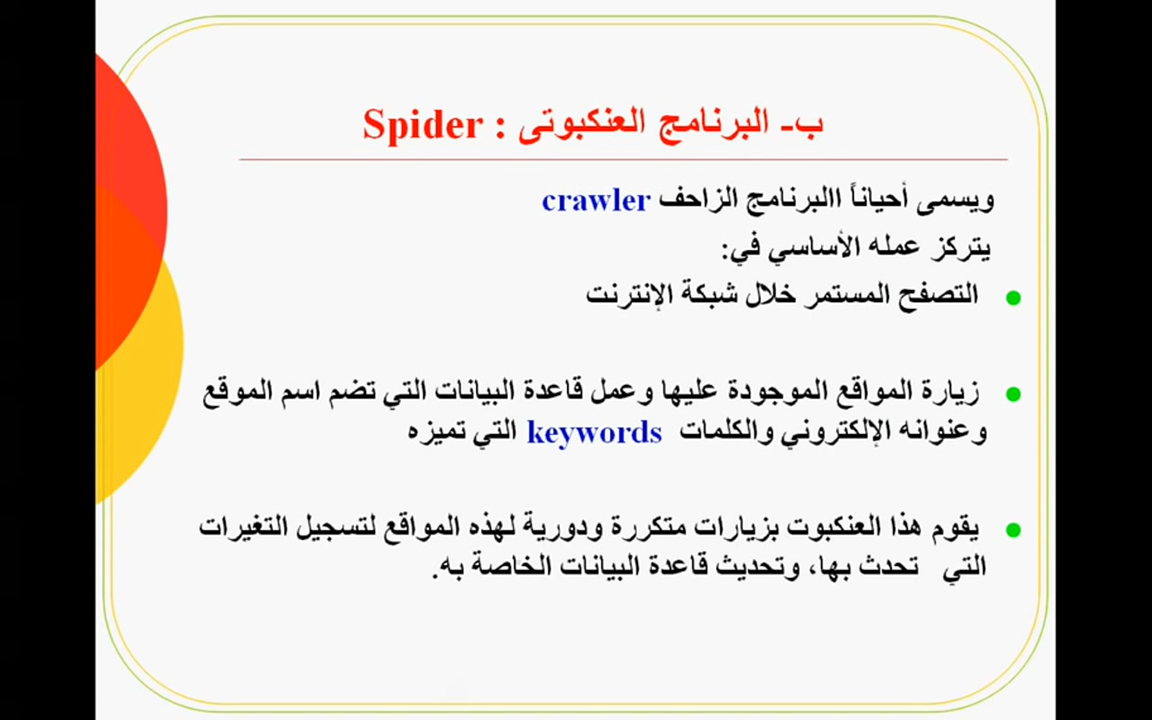 ب- البرنامج العنكبوتى : Spider
ويسمى أحياناً االبرنامج الزاحف crawler
يتركز عمله الأساسي في:
التصفح المستمر خلال شبكة الإنترنت
زيارة المواقع الموجودة عليها وعمل قاعدة البيانات التي تضم اسم الموقع
وعنوانه الإلكتروني والكلمات keywords التي تميزه
يقوم هذا العنكبوت بزيارات متكررة ودورية لهذه المواقع لتسجيل التغيرات
التي تحدث بها، وتحديث قاعدة البيانات الخاصة به.